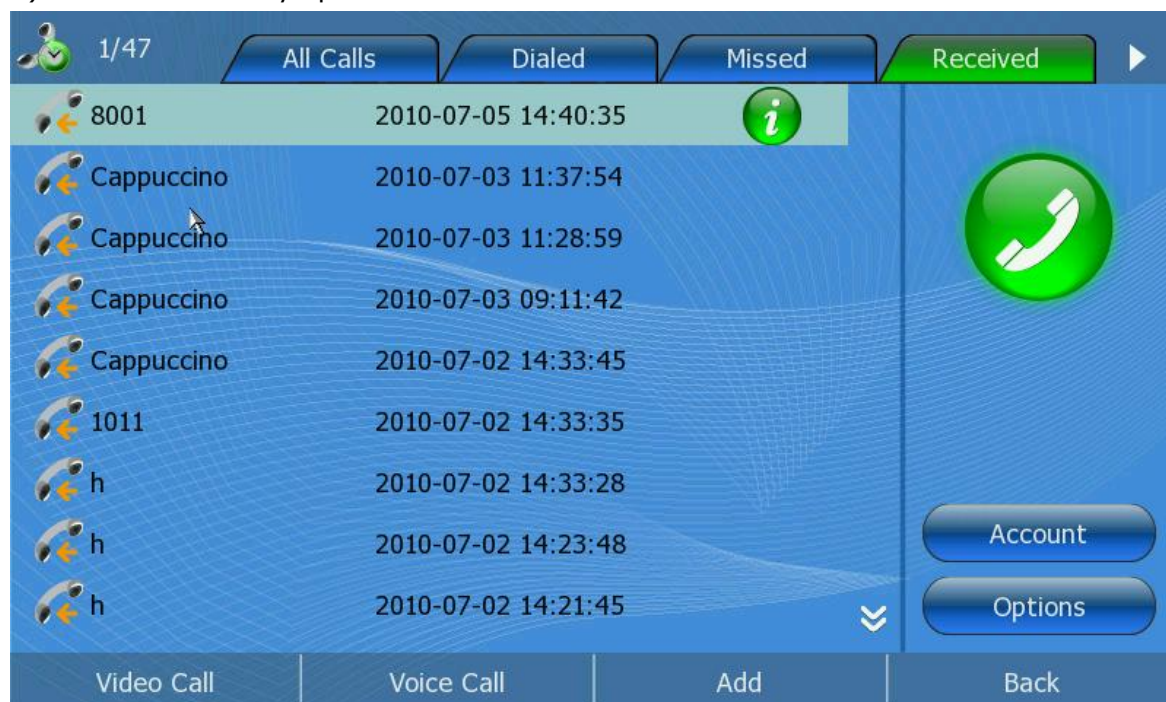 1/47 All Calls Dialed Missed Received
8001 2010-07-05 14:40:35 i
Cappuccino 2010-07-03 11:37:54
Cappuccino 2010-07-03 11:28:59
Cappuccino 2010-07-03 09:11:42
Cappuccino 2010-07-02 14:33:45
1011 2010-07-02 14:33:35
h 2010-07-02 14:33:28
h 2010-07-02 14:23:48
Account
h 2010-07-02 14:21:45
Options
Video Call Voice Call Add Back